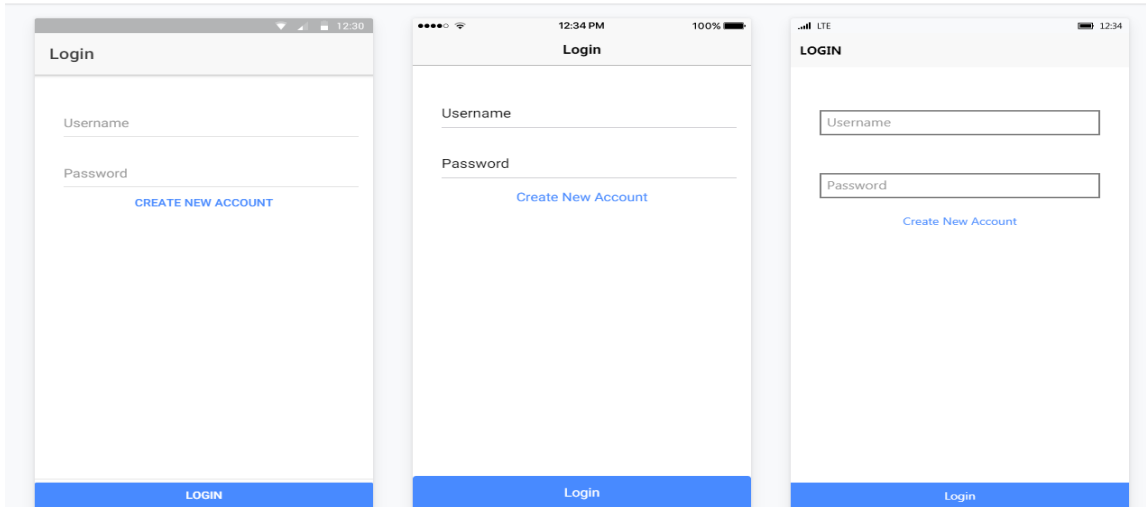 12:30
Login
Username
Password
CREATE NEW ACCOUNT
LOGIN
12:34 PM
100%
Login
Username
Password
Create New Account
Login
LTE
12:34
LOGIN
Username
Password
Create New Account
Login